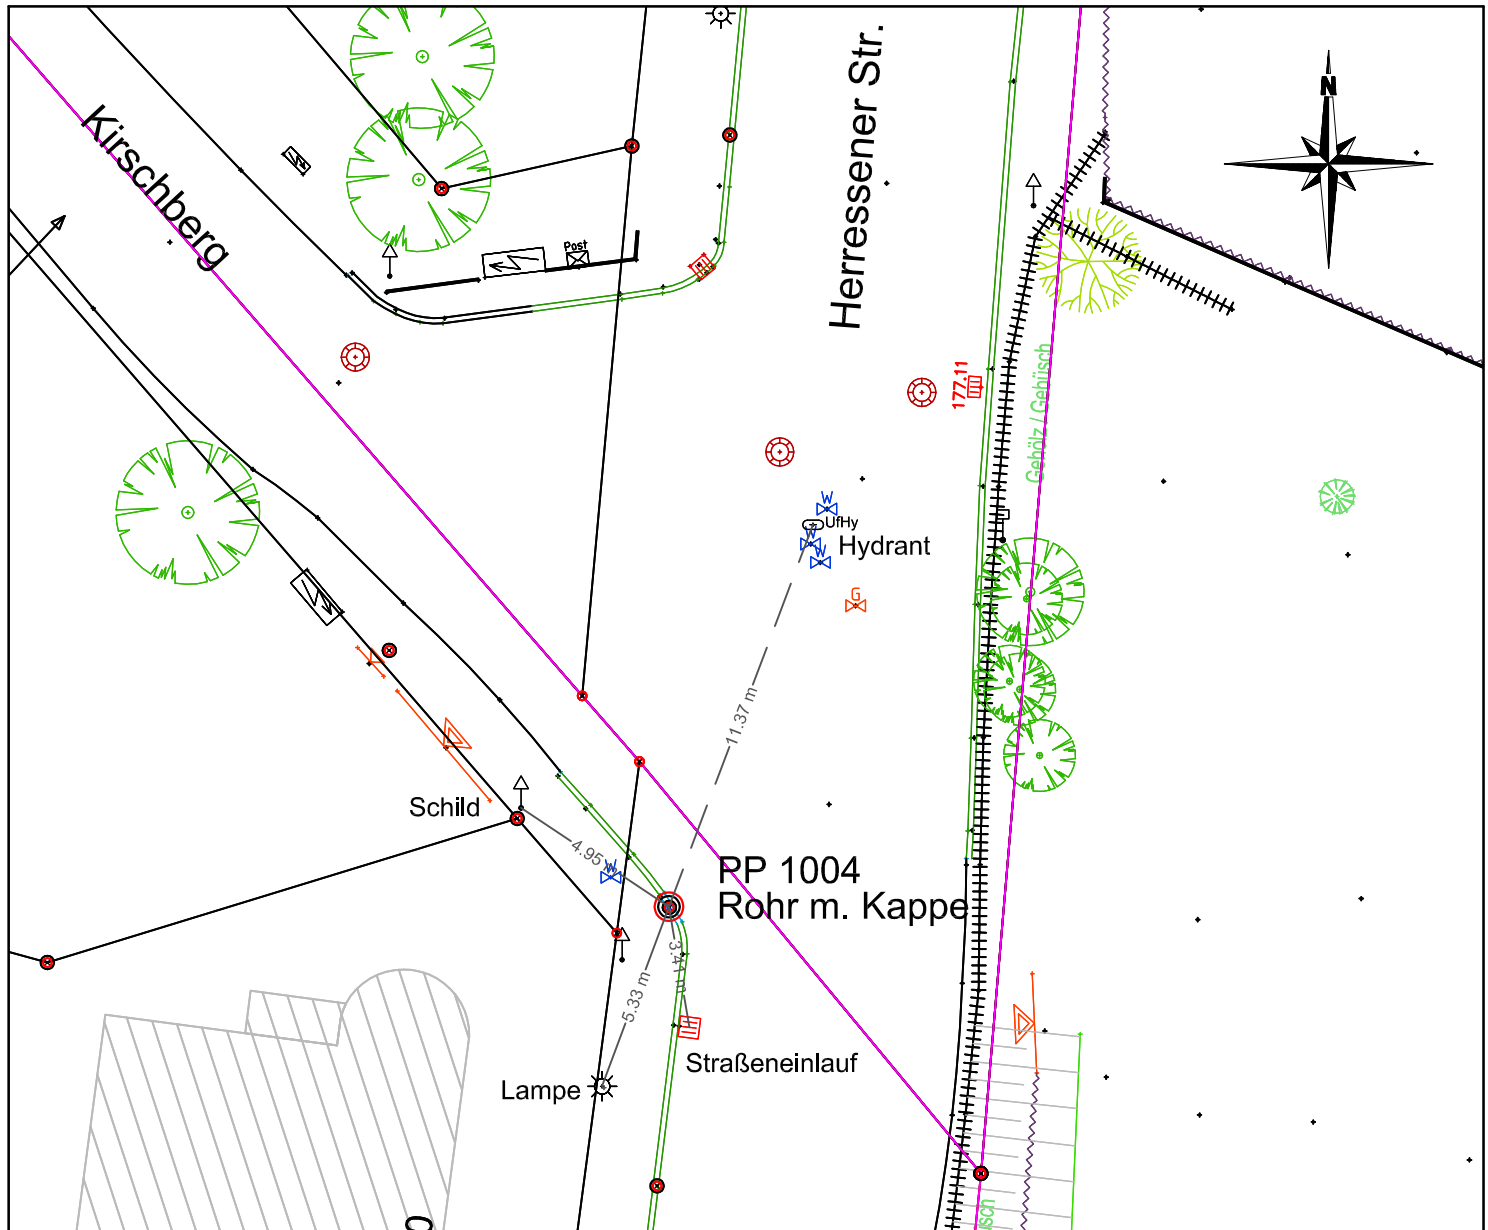 Herressener Str.
N
Kirschberg
Post
177.11
Gehölz / Gebüsch
W
UfHy
W
Hydrant
W
G
11.37 m
Schild
4.95
W
PP 1004
Rohr m. Kappe
3.41 m
5.33 m
Straßeneinlauf
Lampe
üsch